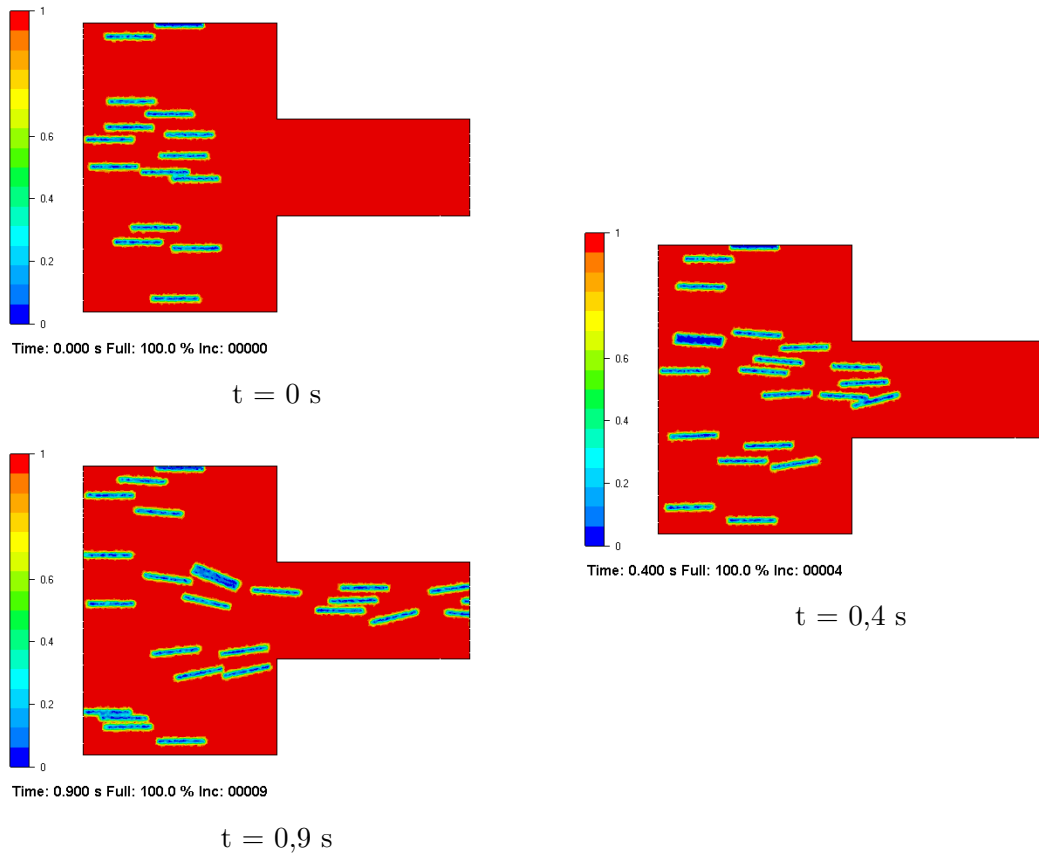 1
0.6
0.4
0.2
0
Time: 0.000 s Full: 100.0 % Inc: 00000
t = 0 s
1
0.6
0.4
0.2
0
Time: 0.400 s Full: 100.0 % Inc: 00004
t = 0,4 s
1
0.6
0.4
0.2
0
Time: 0.900 s Full: 100.0 % Inc: 00009
t = 0,9 s